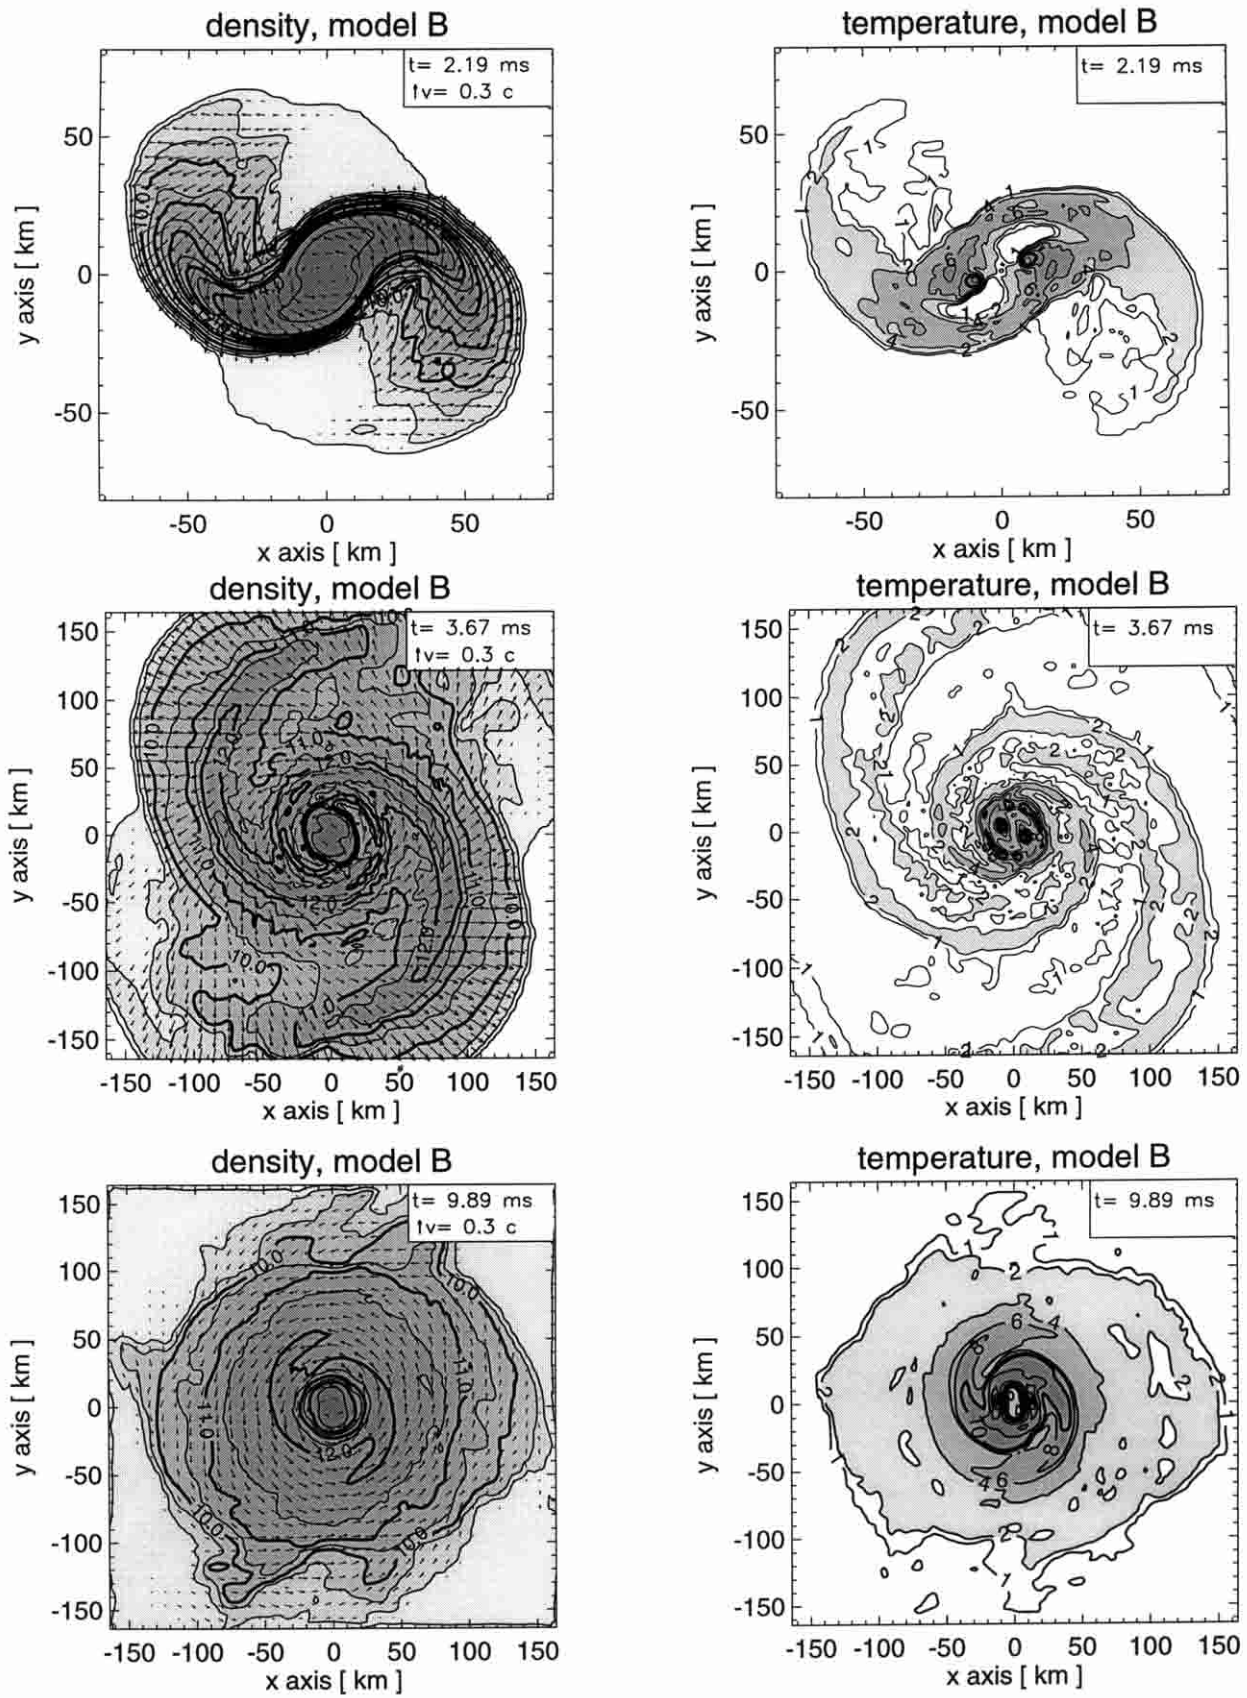 density, model B
t= 2.19 ms
↑v= 0.3 c
50
0
-50
y axis [ km ]
-50 0 50
x axis [ km ]
temperature, model B
t= 2.19 ms
50
0
-50
y axis [ km ]
-50 0 50
x axis [ km ]
density, model B
t= 3.67 ms
↑v= 0.3 c
150
100
50
0
-50
-100
-150
y axis [ km ]
-150 -100 -50 0 50 100 150
x axis [ km ]
temperature, model B
t= 3.67 ms
150
100
50
0
-50
-100
-150
y axis [ km ]
-150 -100 -50 0 50 100 150
x axis [ km ]
density, model B
t= 9.89 ms
↑v= 0.3 c
150
100
50
0
-50
-100
-150
y axis [ km ]
-150 -100 -50 0 50 100 150
x axis [ km ]
temperature, model B
t= 9.89 ms
150
100
50
0
-50
-100
-150
y axis [ km ]
-150 -100 -50 0 50 100 150
x axis [ km ]